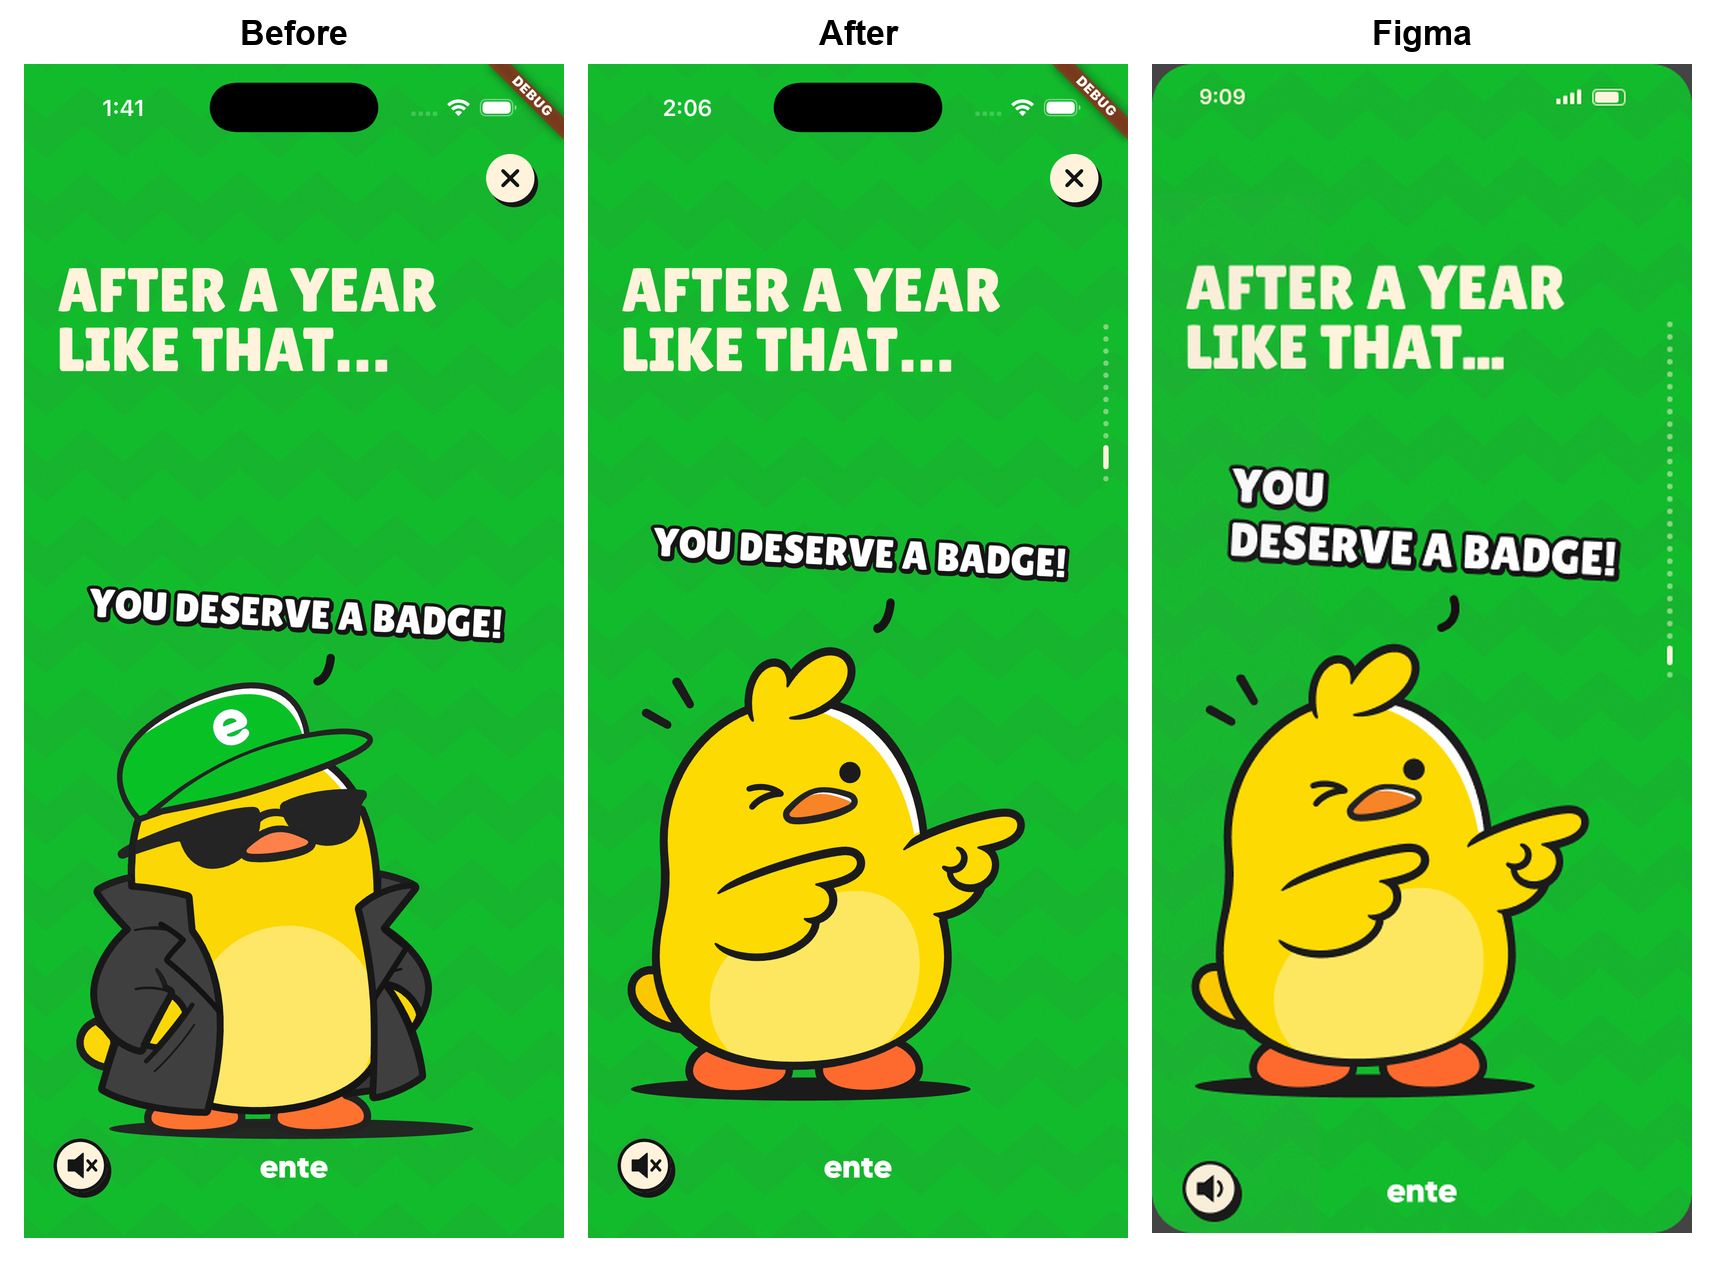 Before
1:41
DEBUG
AFTER A YEAR
LIKE THAT...
YOU DESERVE A BADGE!
e
ente
After
2:06
DEBUG
AFTER A YEAR
LIKE THAT...
YOU DESERVE A BADGE!
ente
Figma
9:09
AFTER A YEAR
LIKE THAT...
YOU
DESERVE A BADGE!
ente